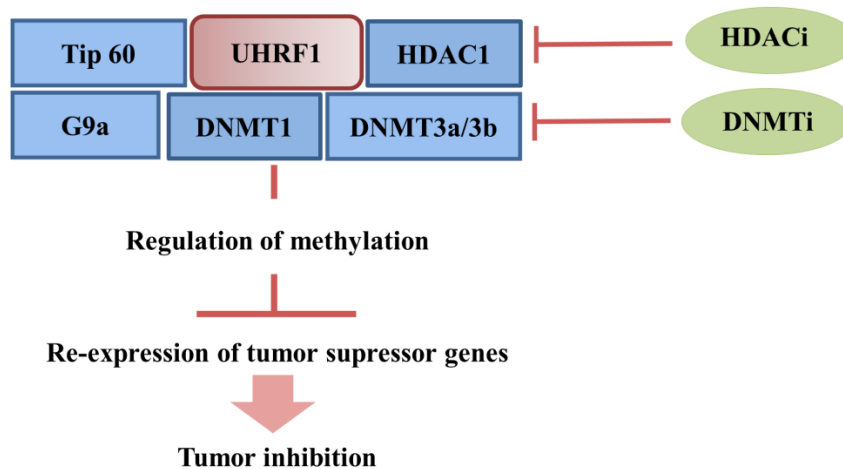 Tip 60
UHRF1
HDAC1
HDACi
G9a
DNMT1
DNMT3a/3b
DNMTi
Regulation of methylation
Re-expression of tumor supressor genes
Tumor inhibition